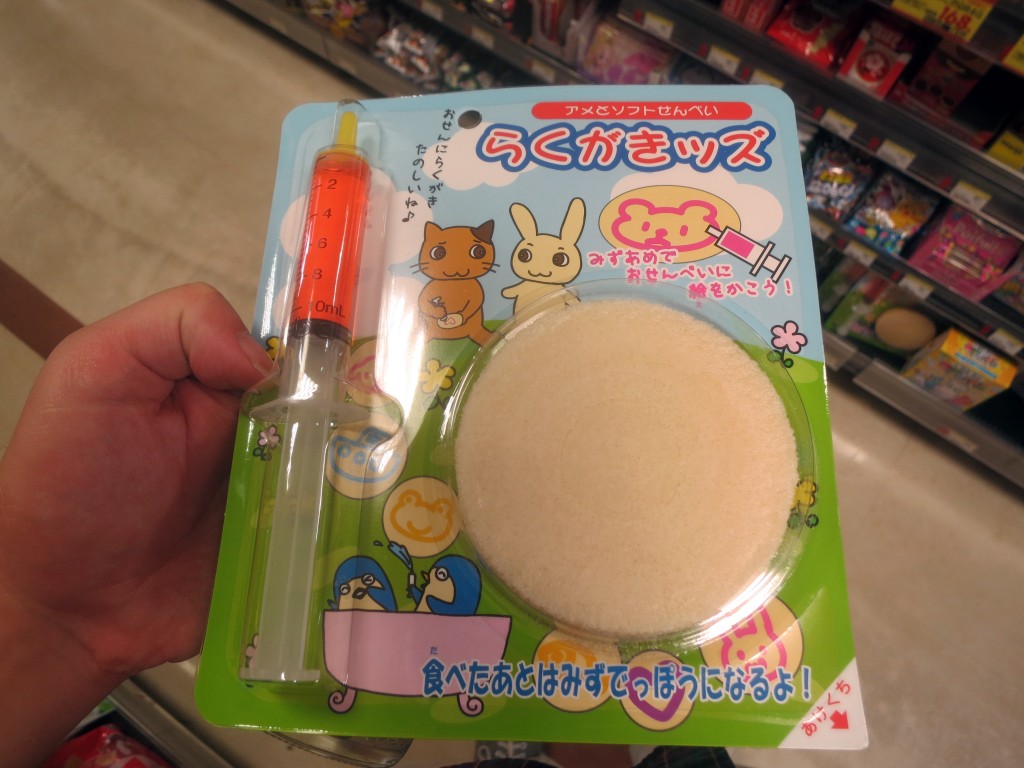 アメとソフトせんべい
らくがきッズ
おせんにらくがき
たのしいね♪
みずあめで
おせんべいに
絵をかこう!
2
4
6
8
10mL
た
食べたあとはみずでっぽうになるよ!
あけくち
168